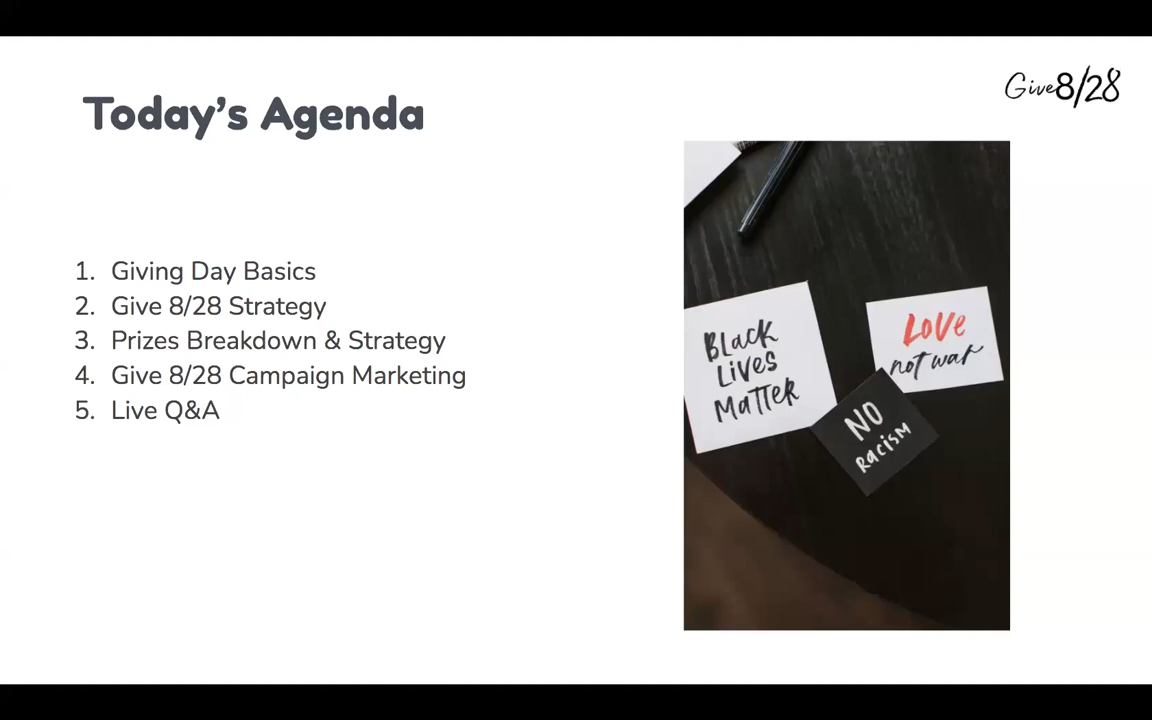 Today’s Agenda
Give8/28
1. Giving Day Basics
2. Give 8/28 Strategy
3. Prizes Breakdown & Strategy
4. Give 8/28 Campaign Marketing
5. Live Q&A
Black
Lives
Matter
Love
not war
NO
racism